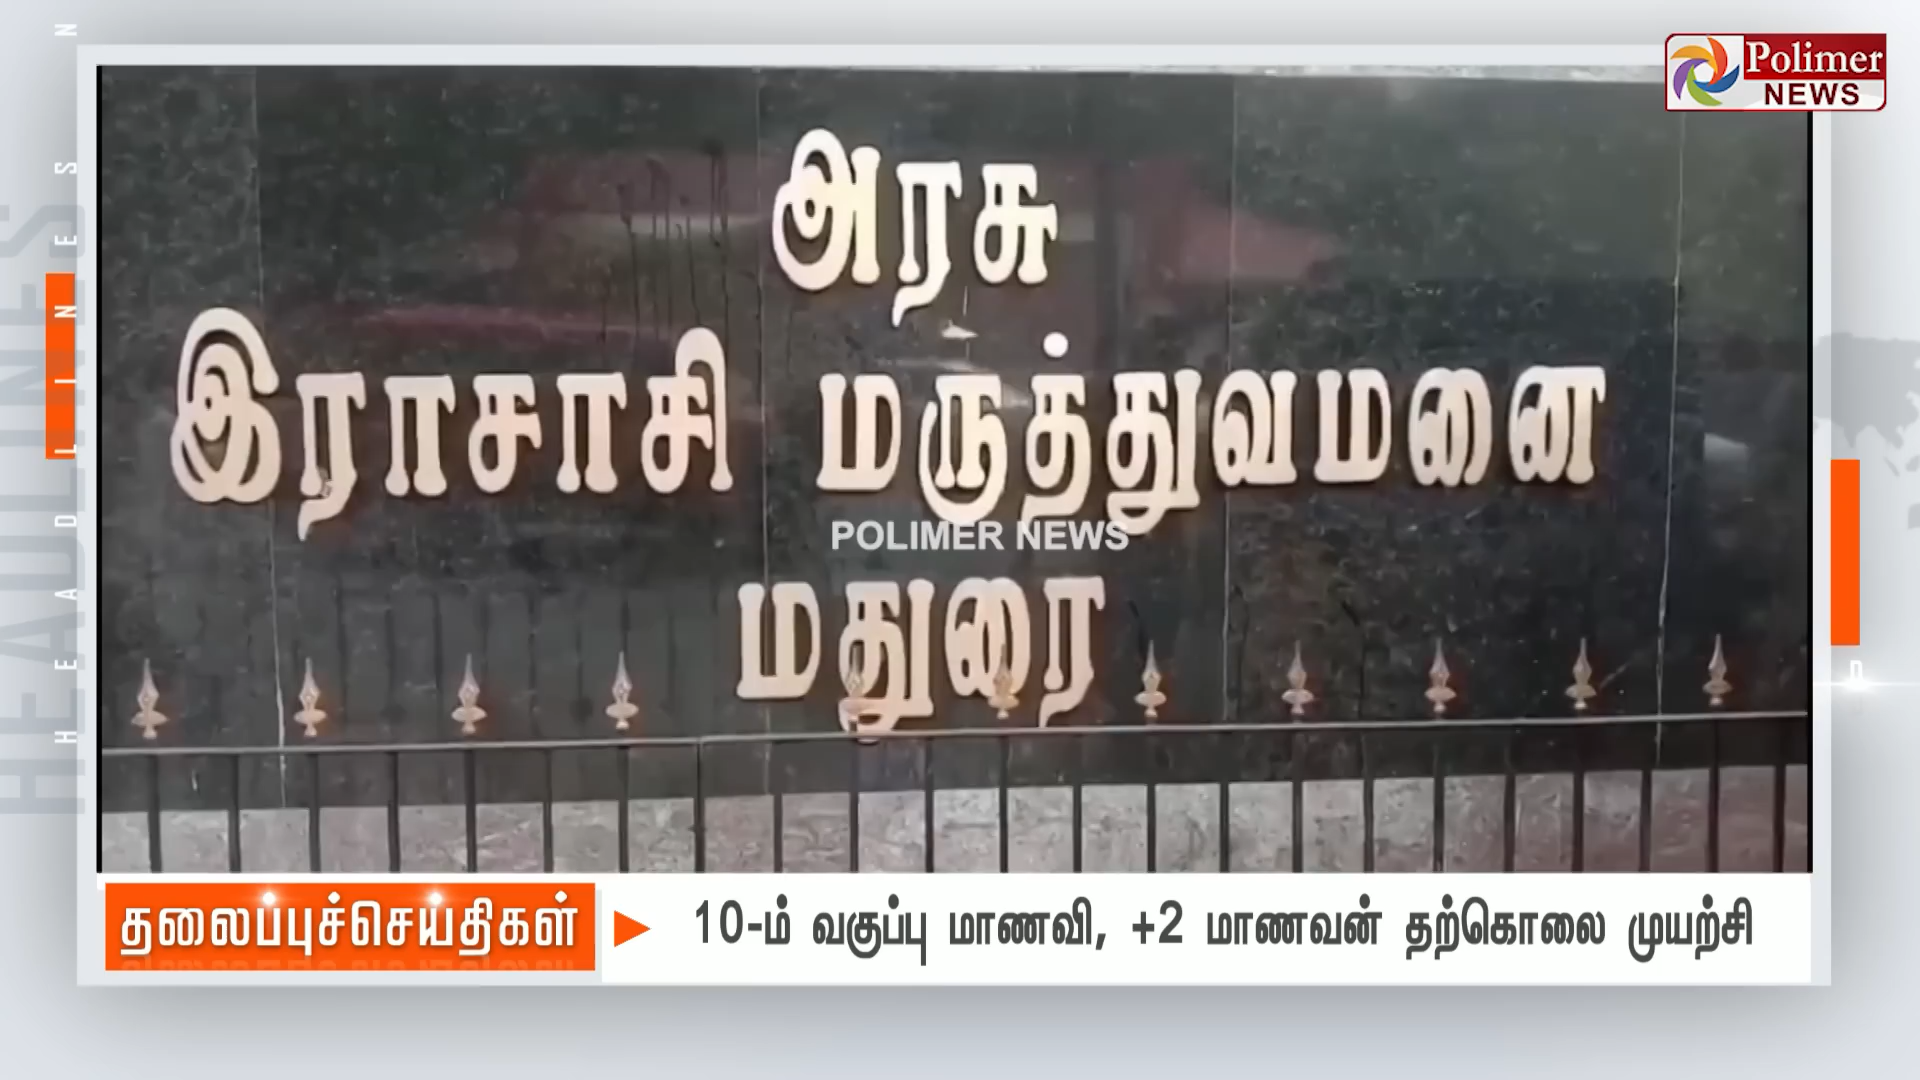 Polimer
NEWS
அரசு
இராசாசி மருத்துவமனை
POLIMER NEWS
மதுரை
HEADLINES
HEADLINES N
தலைப்புச்செய்திகள்
10-ம் வகுப்பு மாணவி, +2 மாணவன் தற்கொலை முயற்சி
P